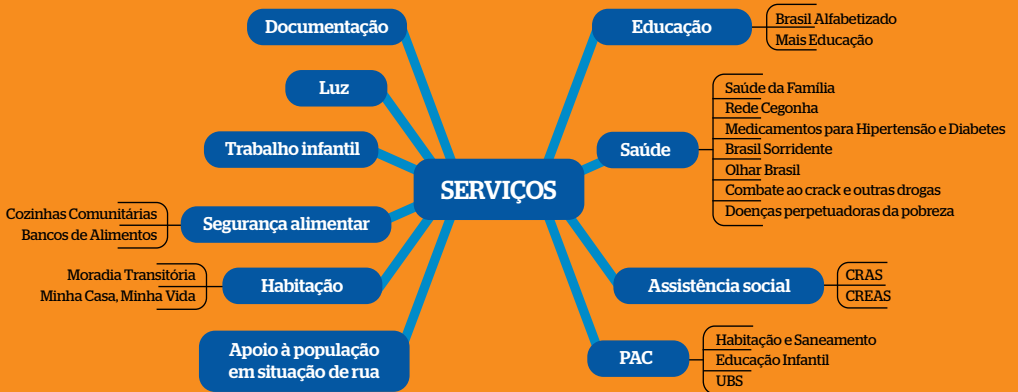 SERVIÇOS
Documentação
Luz
Trabalho infantil
Segurança alimentar
Cozinhas Comunitárias
Bancos de Alimentos
Habitação
Moradia Transitória
Minha Casa, Minha Vida
Apoio à população
em situação de rua
Educação
Brasil Alfabetizado
Mais Educação
Saúde
Saúde da Família
Rede Cegonha
Medicamentos para Hipertensão e Diabetes
Brasil Sorridente
Olhar Brasil
Combate ao crack e outras drogas
Doenças perpetuadoras da pobreza
Assistência social
CRAS
CREAS
PAC
Habitação e Saneamento
Educação Infantil
UBS